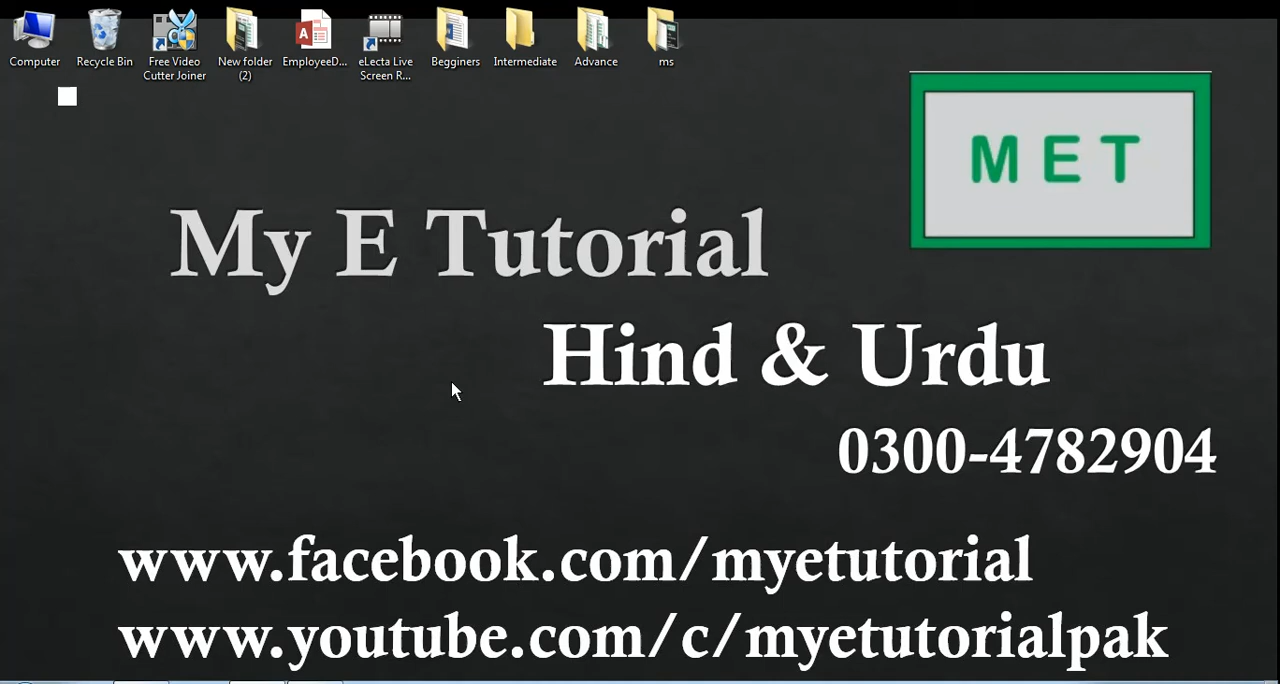 Computer
Recycle Bin
Free Video Cutter Joiner
New folder (2)
EmployeeD...
eLecta Live Screen R...
Begginers
Intermediate
Advance
ms
M E T
My E Tutorial
Hind & Urdu
0300-4782904
www.facebook.com/myetutorial
www.youtube.com/c/myetutorialpak